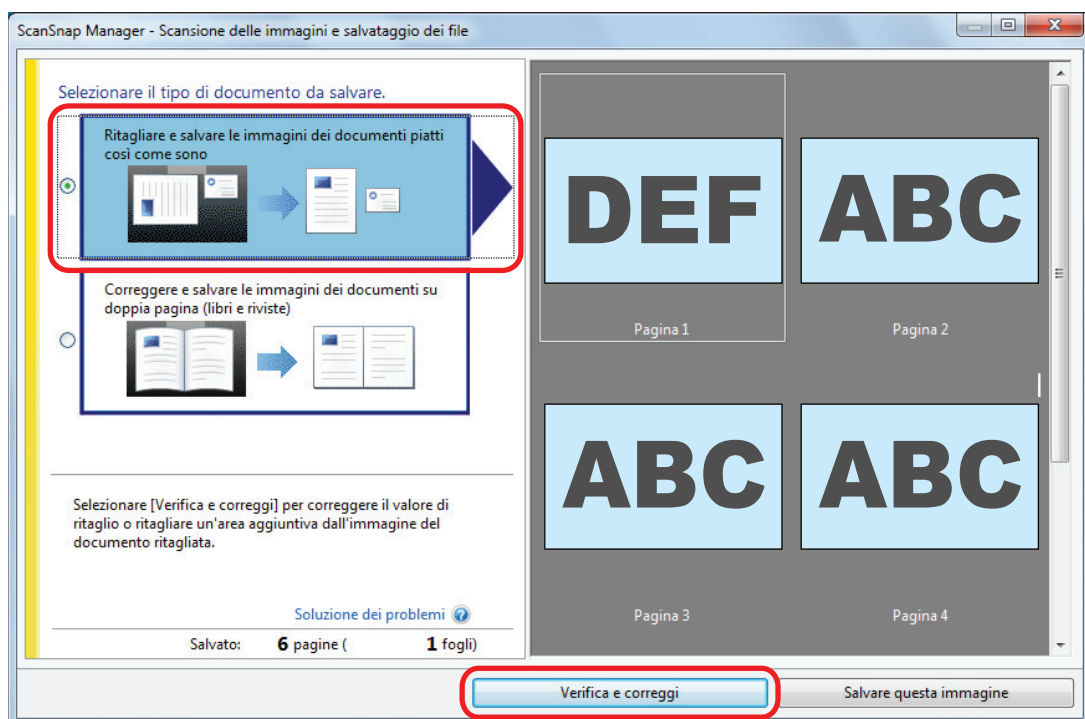 ScanSnap Manager - Scansione delle immagini e salvataggio dei file
Selezionare il tipo di documento da salvare.
Ritagliare e salvare le immagini dei documenti piatti
così come sono
Correggere e salvare le immagini dei documenti su
doppia pagina (libri e riviste)
Selezionare [Verifica e correggi] per correggere il valore di
ritaglio o ritagliare un'area aggiuntiva dall'immagine del
documento ritagliata.
Soluzione dei problemi
Salvato: 6 pagine ( 1 fogli)
DEF ABC
Pagina 1 Pagina 2
ABC ABC
Pagina 3 Pagina 4
Verifica e correggi Salvare questa immagine